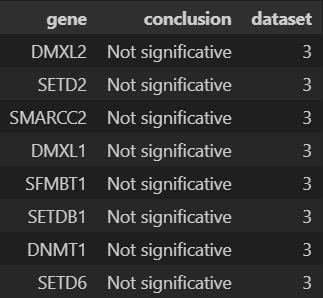 gene conclusion dataset
DMXL2 Not significative 3
SETD2 Not significative 3
SMARCC2 Not significative 3
DMXL1 Not significative 3
SFMBT1 Not significative 3
SETDB1 Not significative 3
DNMT1 Not significative 3
SETD6 Not significative 3